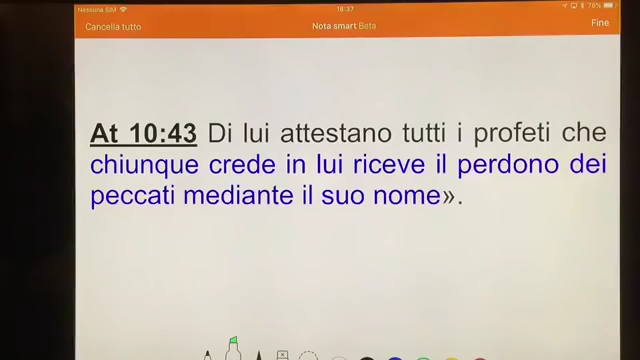 Nessuna SIM 18:37 78%
Cancella tutto Nota smart Beta Fine
At 10:43 Di lui attestano tutti i profeti che
chiunque crede in lui riceve il perdono dei
peccati mediante il suo nome».